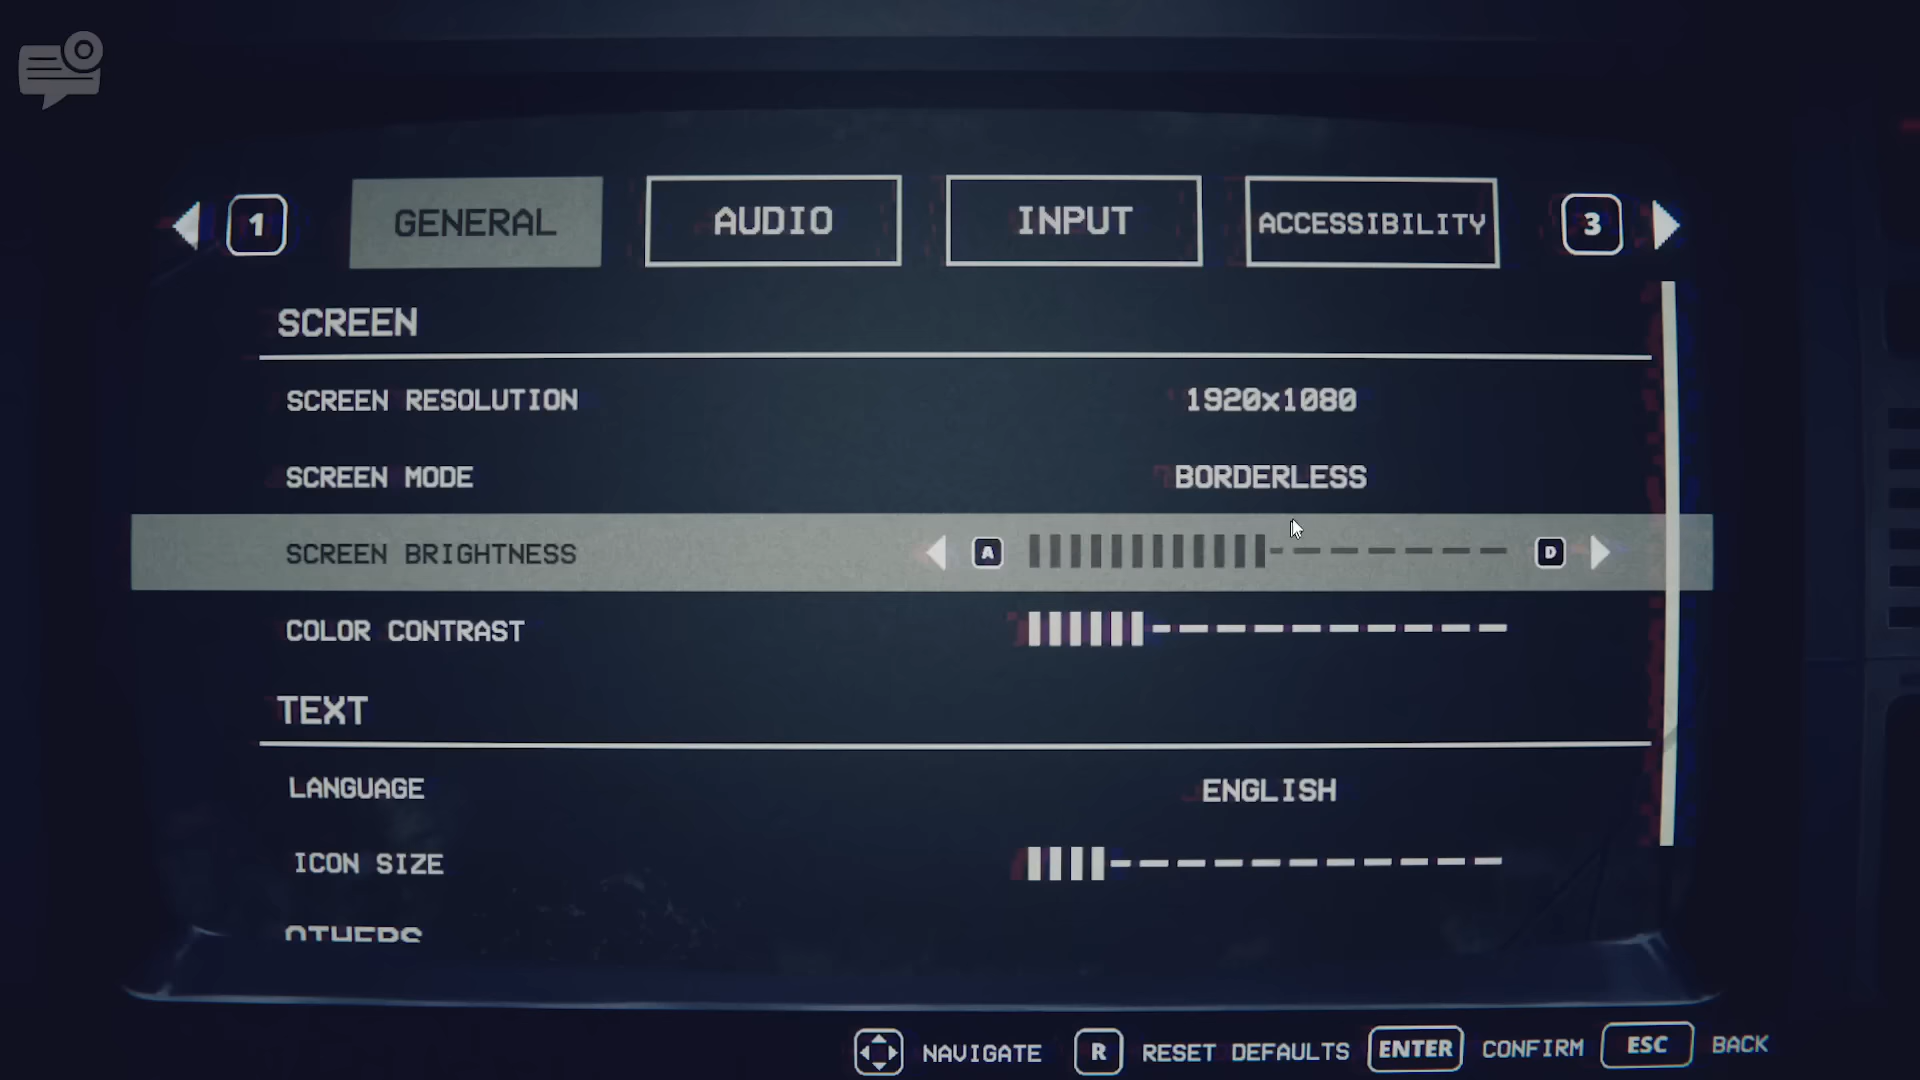 1 GENERAL AUDIO INPUT ACCESSIBILITY 3
SCREEN
SCREEN RESOLUTION 1920x1080
SCREEN MODE BORDERLESS
SCREEN BRIGHTNESS A D
COLOR CONTRAST
TEXT
LANGUAGE ENGLISH
ICON SIZE
OTHERS
NAVIGATE R RESET DEFAULTS ENTER CONFIRM ESC BACK